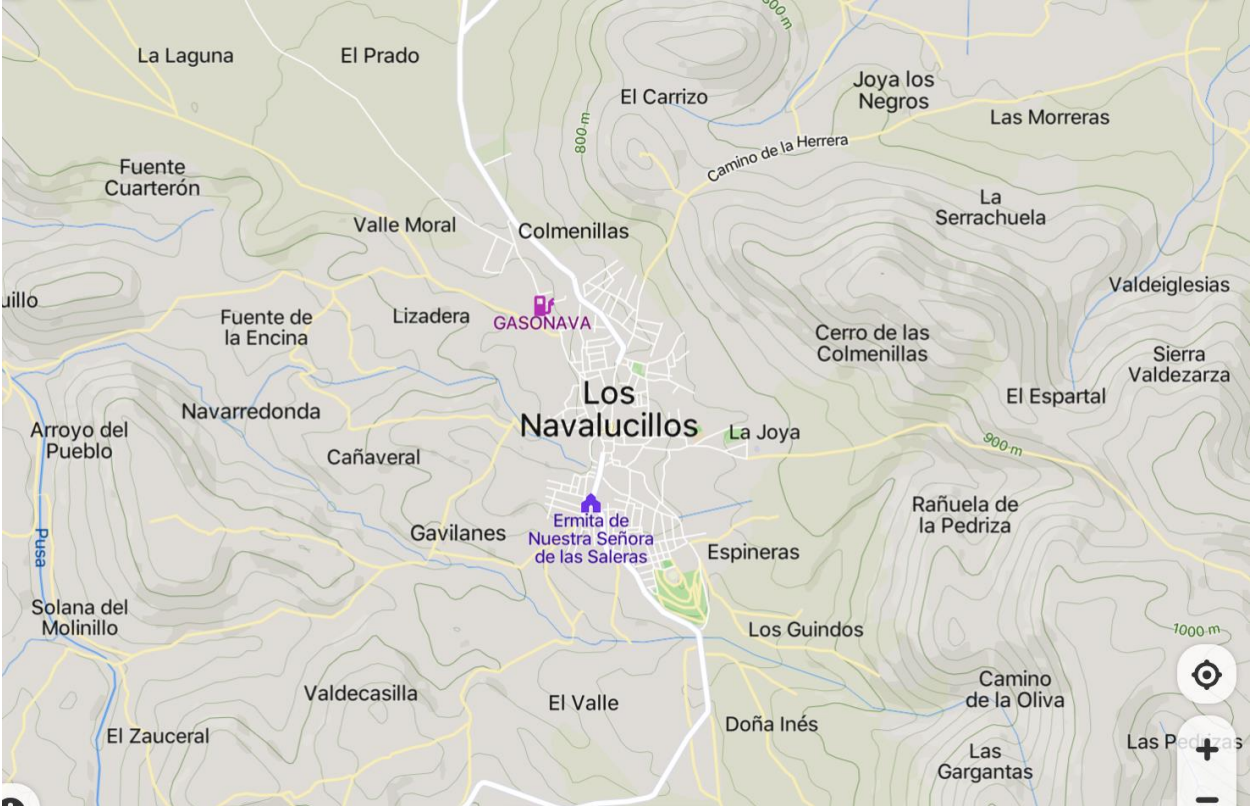 600 m
La Laguna
El Prado
El Carrizo
Joya los
Negros
Las Morreras
800 m
Camino de la Herrera
Fuente
Cuarterón
La
Serrachuela
Valle Moral
Colmenillas
Valdeiglesias
uillo
Fuente de
la Encina
Lizadera
GASONAVA
Cerro de las
Colmenillas
Sierra
Valdezarza
El Espartal
Los
Navalucillos
Navarredonda
Arroyo del
Pueblo
La Joya
900 m
Cañaveral
Rañuela de
la Pedriza
Pusa
Gavilanes
Ermita de
Nuestra Señora
de las Saleras
Espineras
Solana del
Molinillo
Los Guindos
1000 m
Camino
de la Oliva
Valdecasilla
El Valle
Doña Inés
El Zauceral
Las Pedrizas
Las
Gargantas